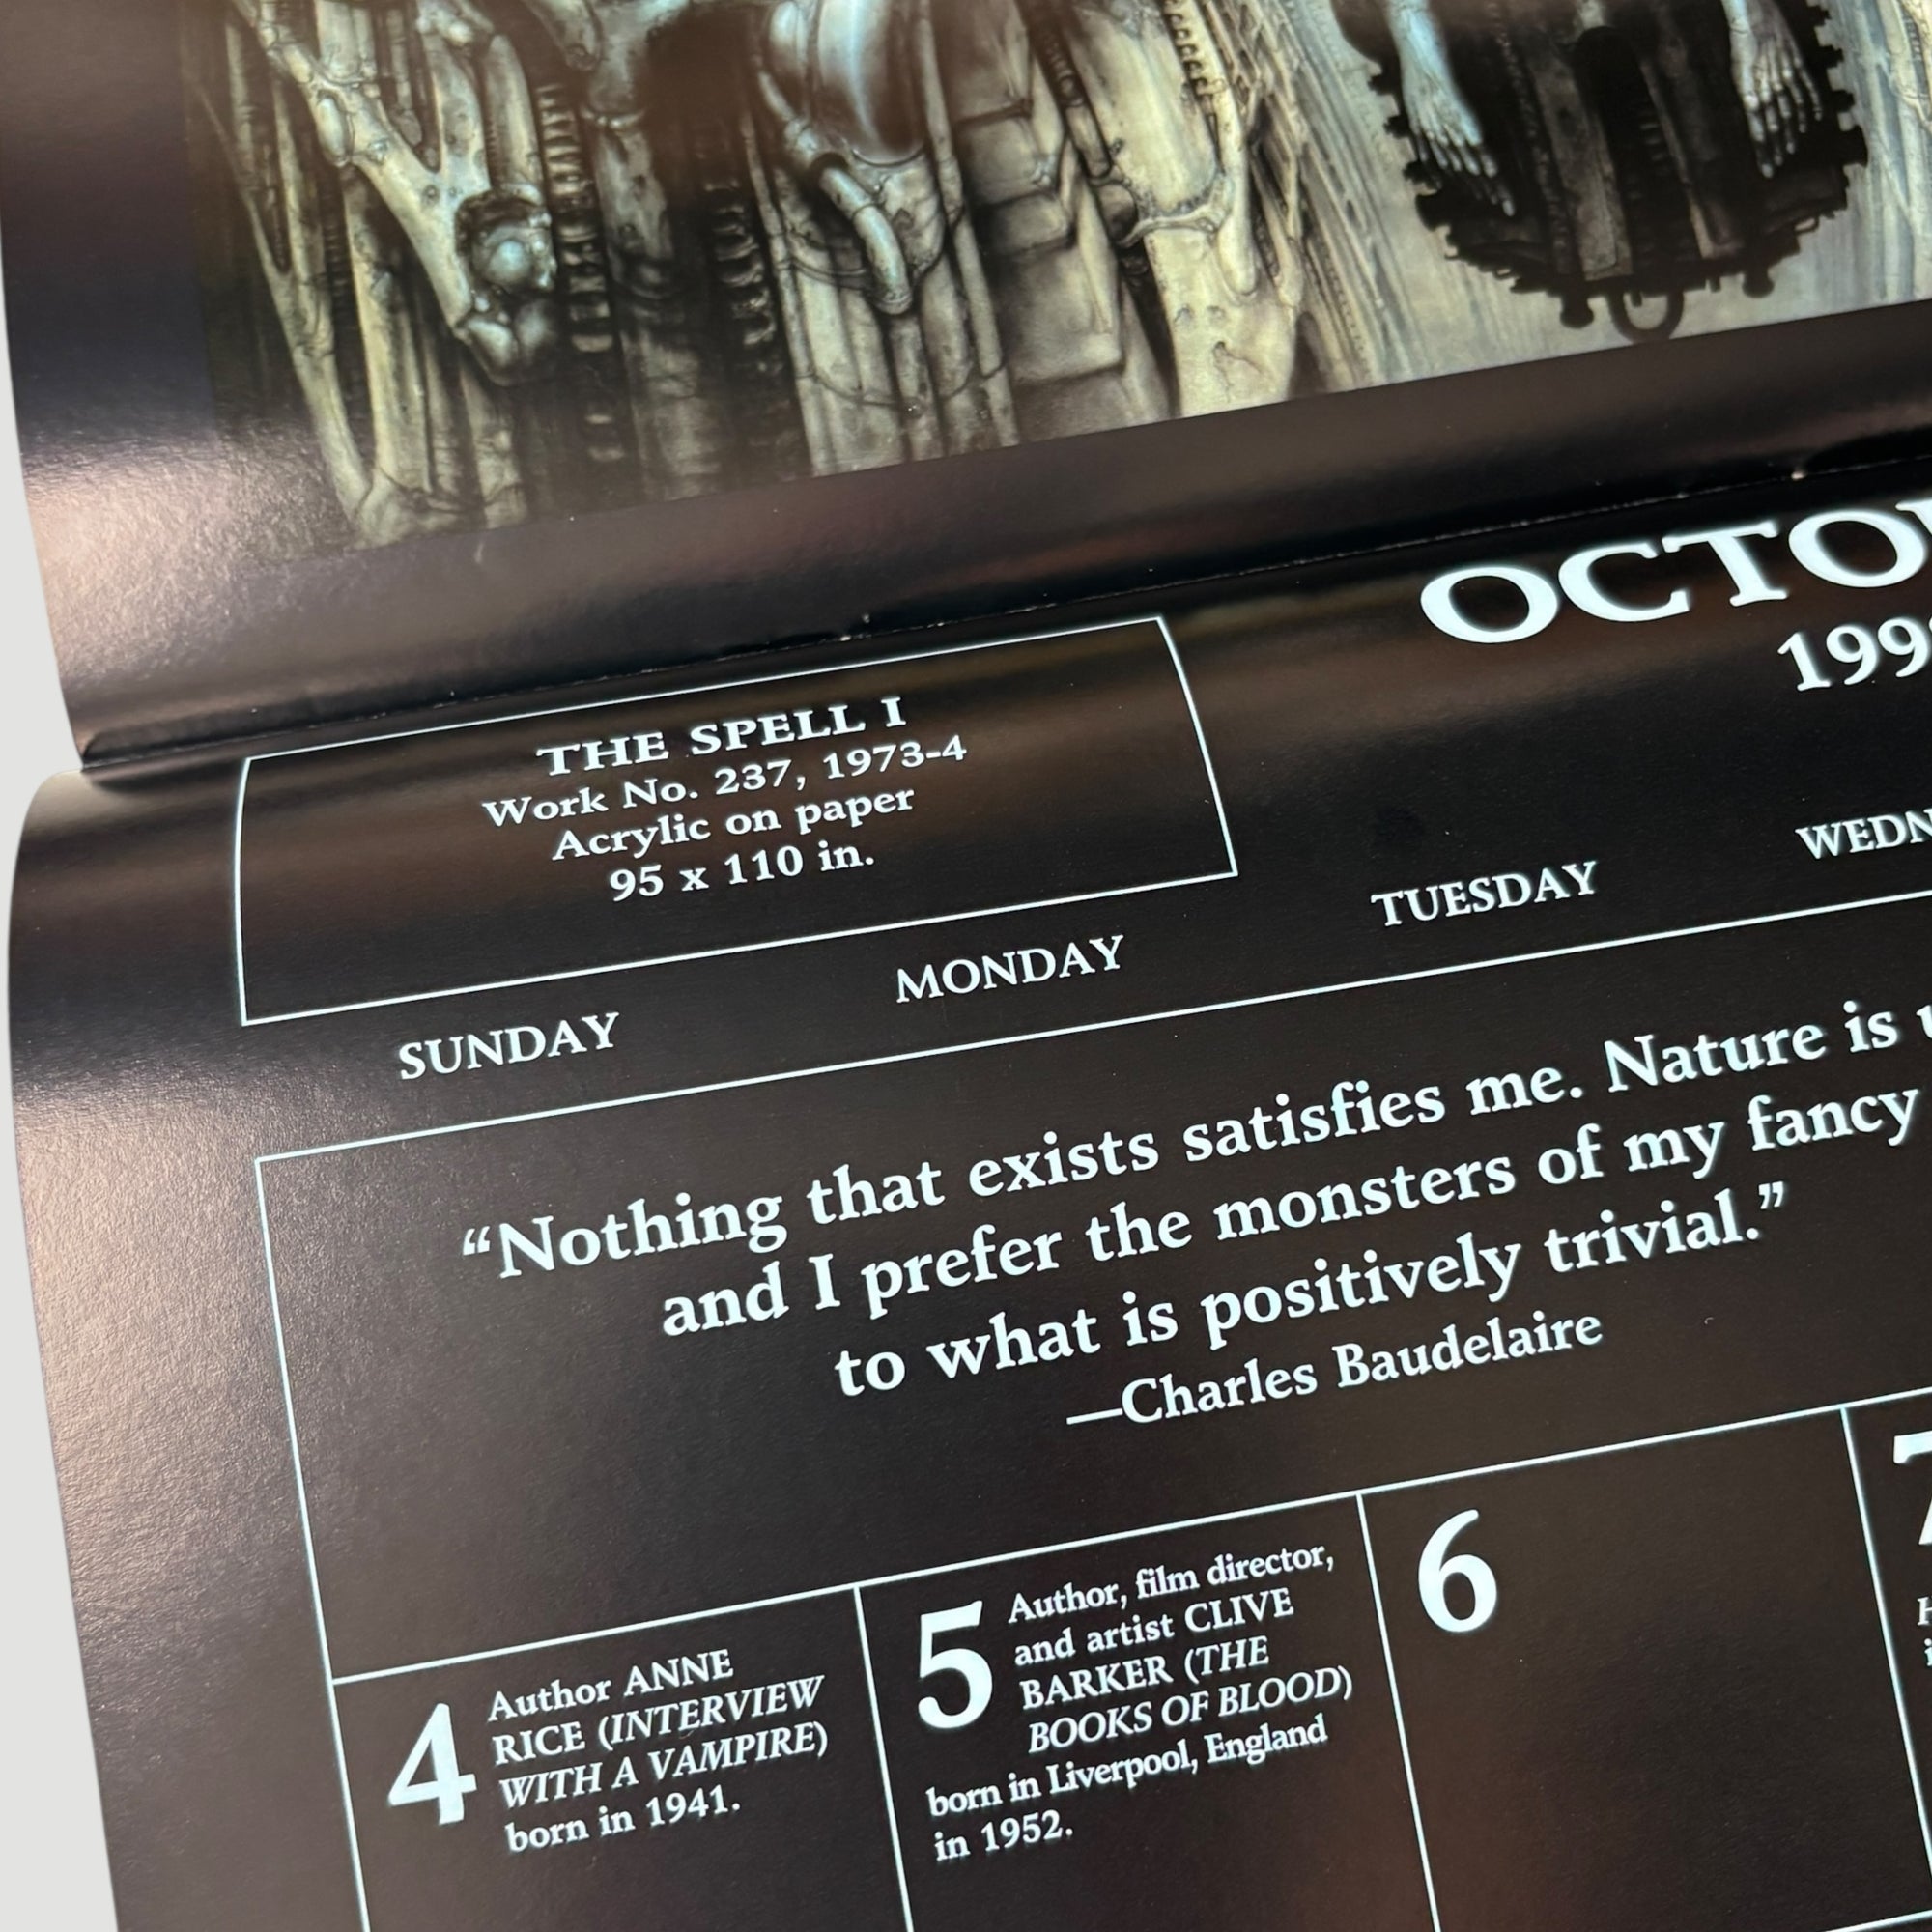 THE SPELL I
Work No. 237, 1973-4
Acrylic on paper
95 x 110 in.
SUNDAY
MONDAY
TUESDAY
“Nothing that exists satisfies me. Nature is
and I prefer the monsters of my fancy
to what is positively trivial.”
—Charles Baudelaire
4
Author ANNE
RICE (INTERVIEW
WITH A VAMPIRE)
born in 1941.
5
Author, film director,
and artist CLIVE
BARKER (THE
BOOKS OF BLOOD)
born in Liverpool, England
in 1952.
6